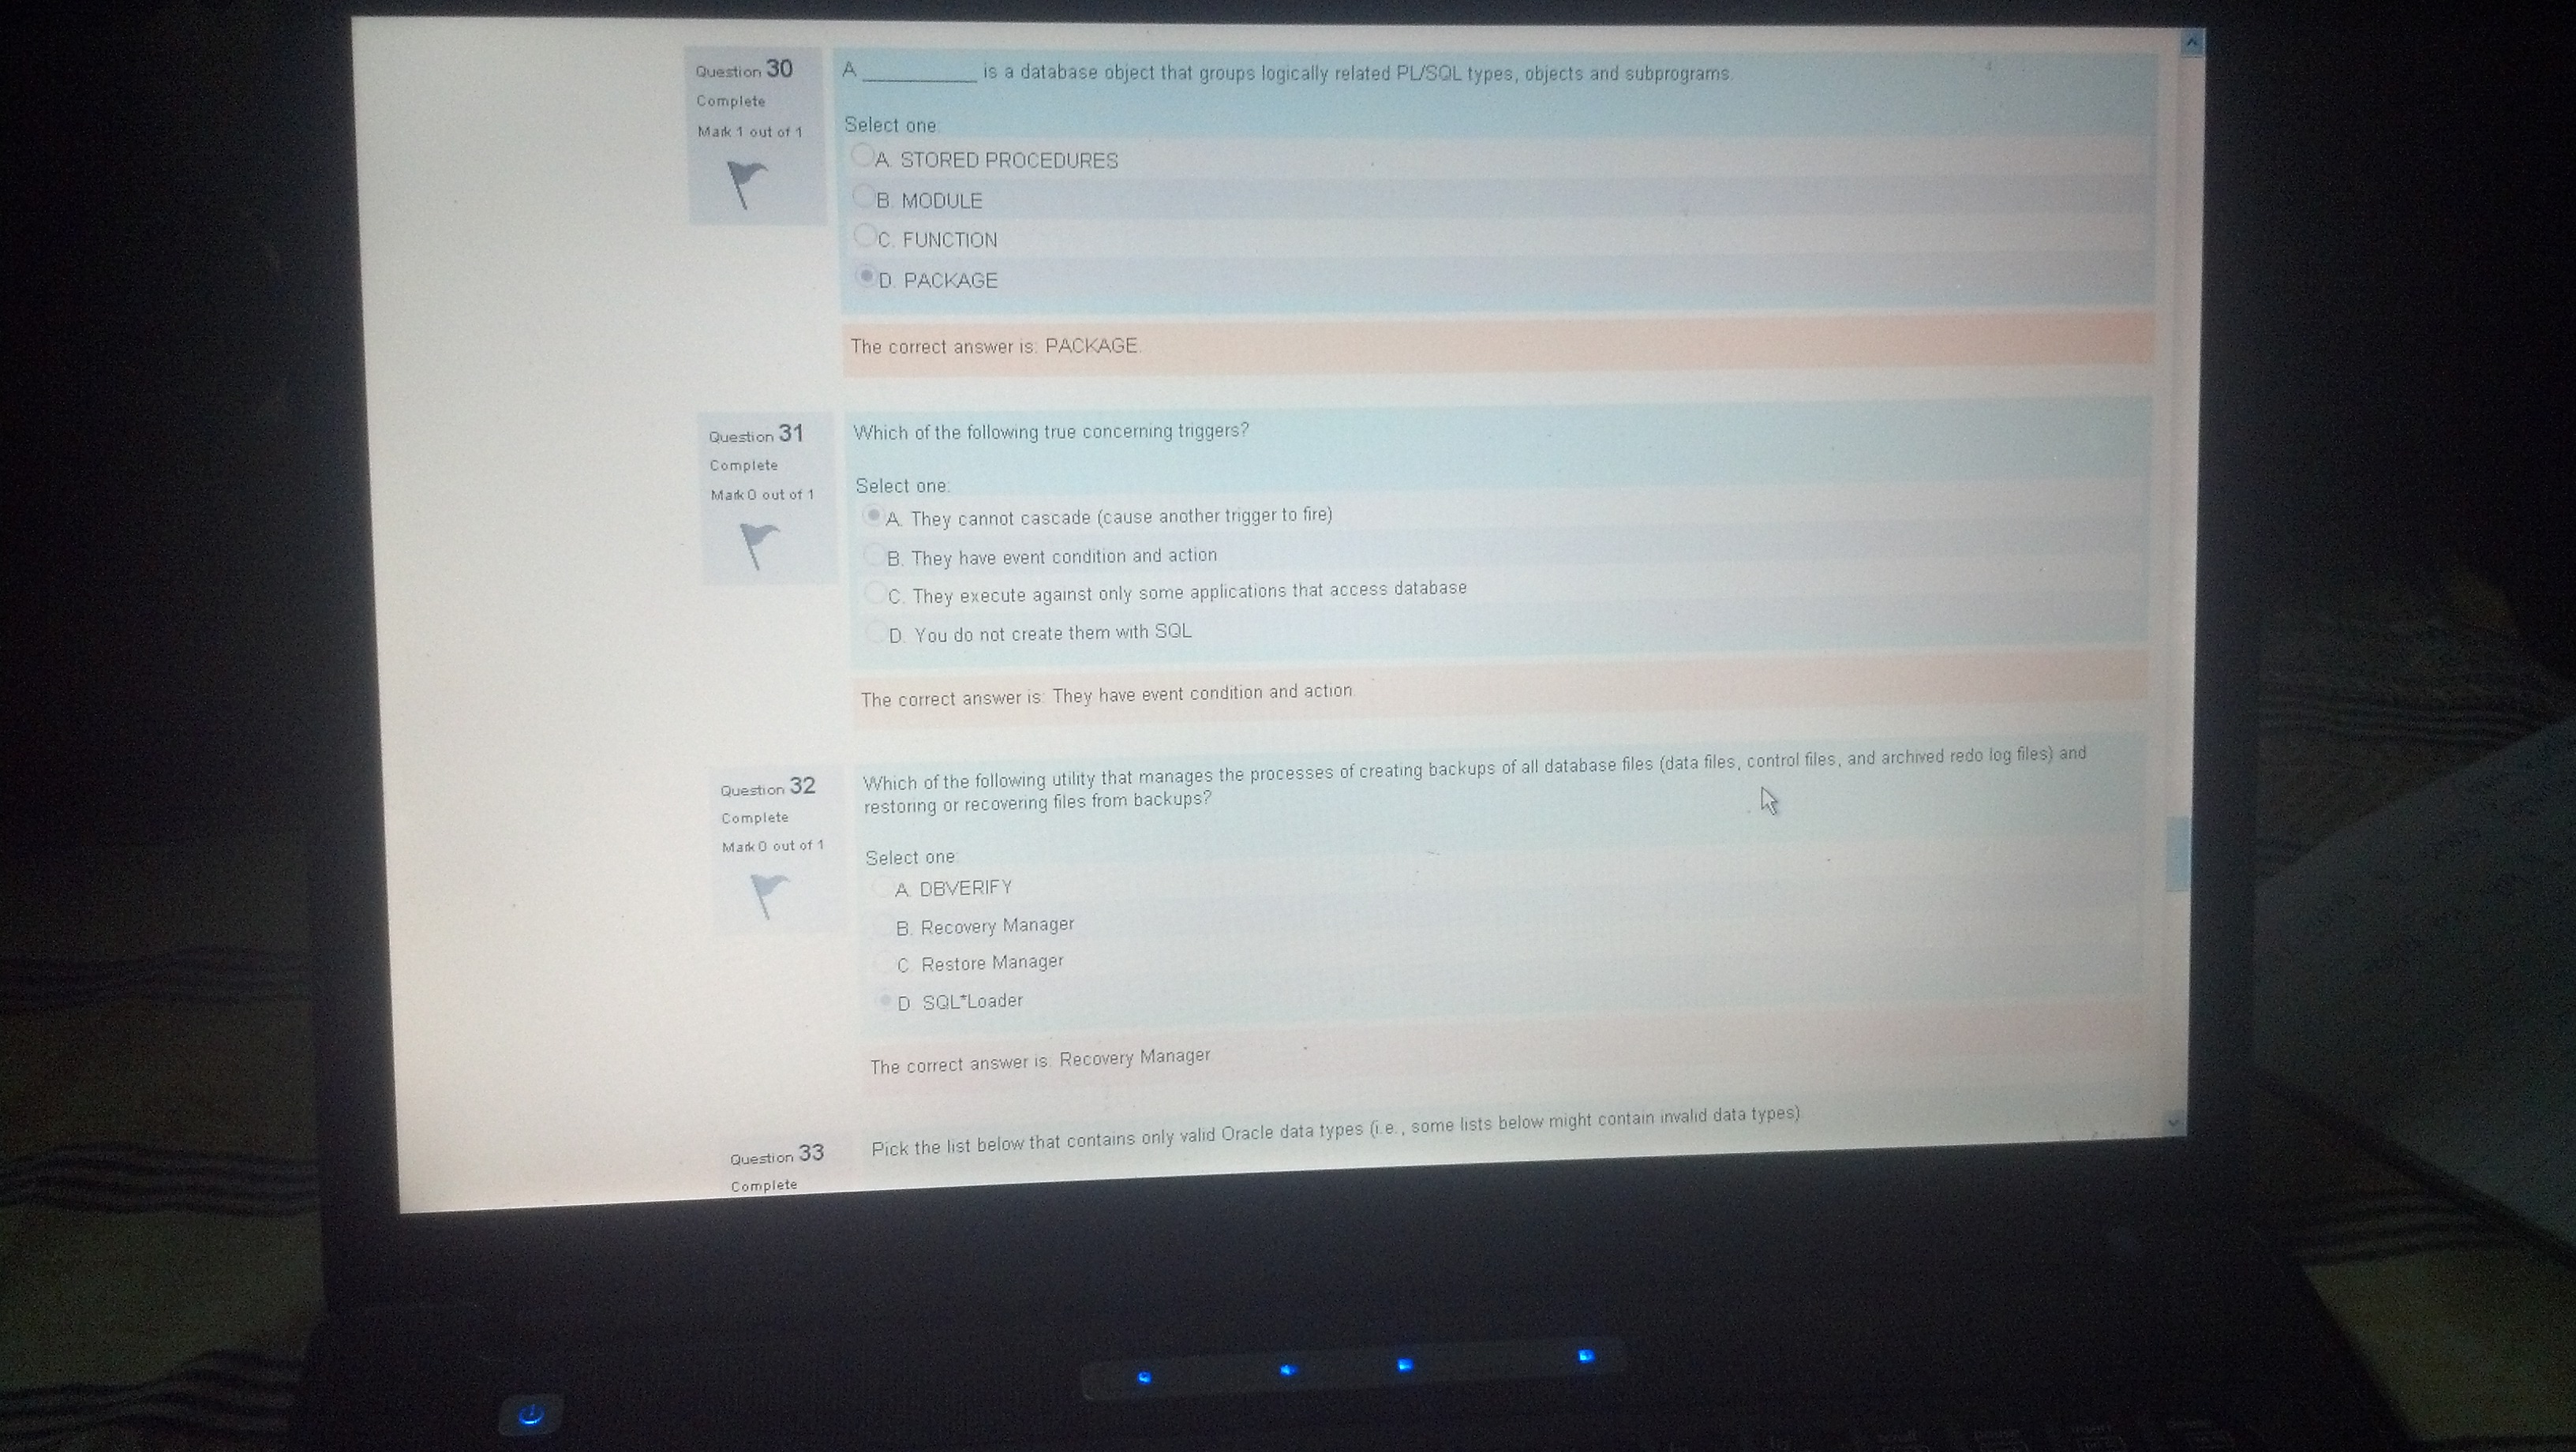 Question 30
Complete
Mark 1 out of 1
A ___________ is a database object that groups logically related PL/SQL types, objects and subprograms.
Select one:
A. STORED PROCEDURES
B. MODULE
C. FUNCTION
D. PACKAGE
The correct answer is: PACKAGE.
Question 31
Complete
Mark 0 out of 1
Which of the following true concerning triggers?
Select one:
A. They cannot cascade (cause another trigger to fire)
B. They have event condition and action
C. They execute against only some applications that access database
D. You do not create them with SQL
The correct answer is: They have event condition and action.
Question 32
Complete
Mark 0 out of 1
Which of the following utility that manages the processes of creating backups of all database files (data files, control files, and archived redo log files) and
restoring or recovering files from backups?
Select one:
A. DBVERIFY
B. Recovery Manager
C. Restore Manager
D. SQL*Loader
The correct answer is: Recovery Manager
Question 33
Complete
Pick the list below that contains only valid Oracle data types (i.e., some lists below might contain invalid data types)